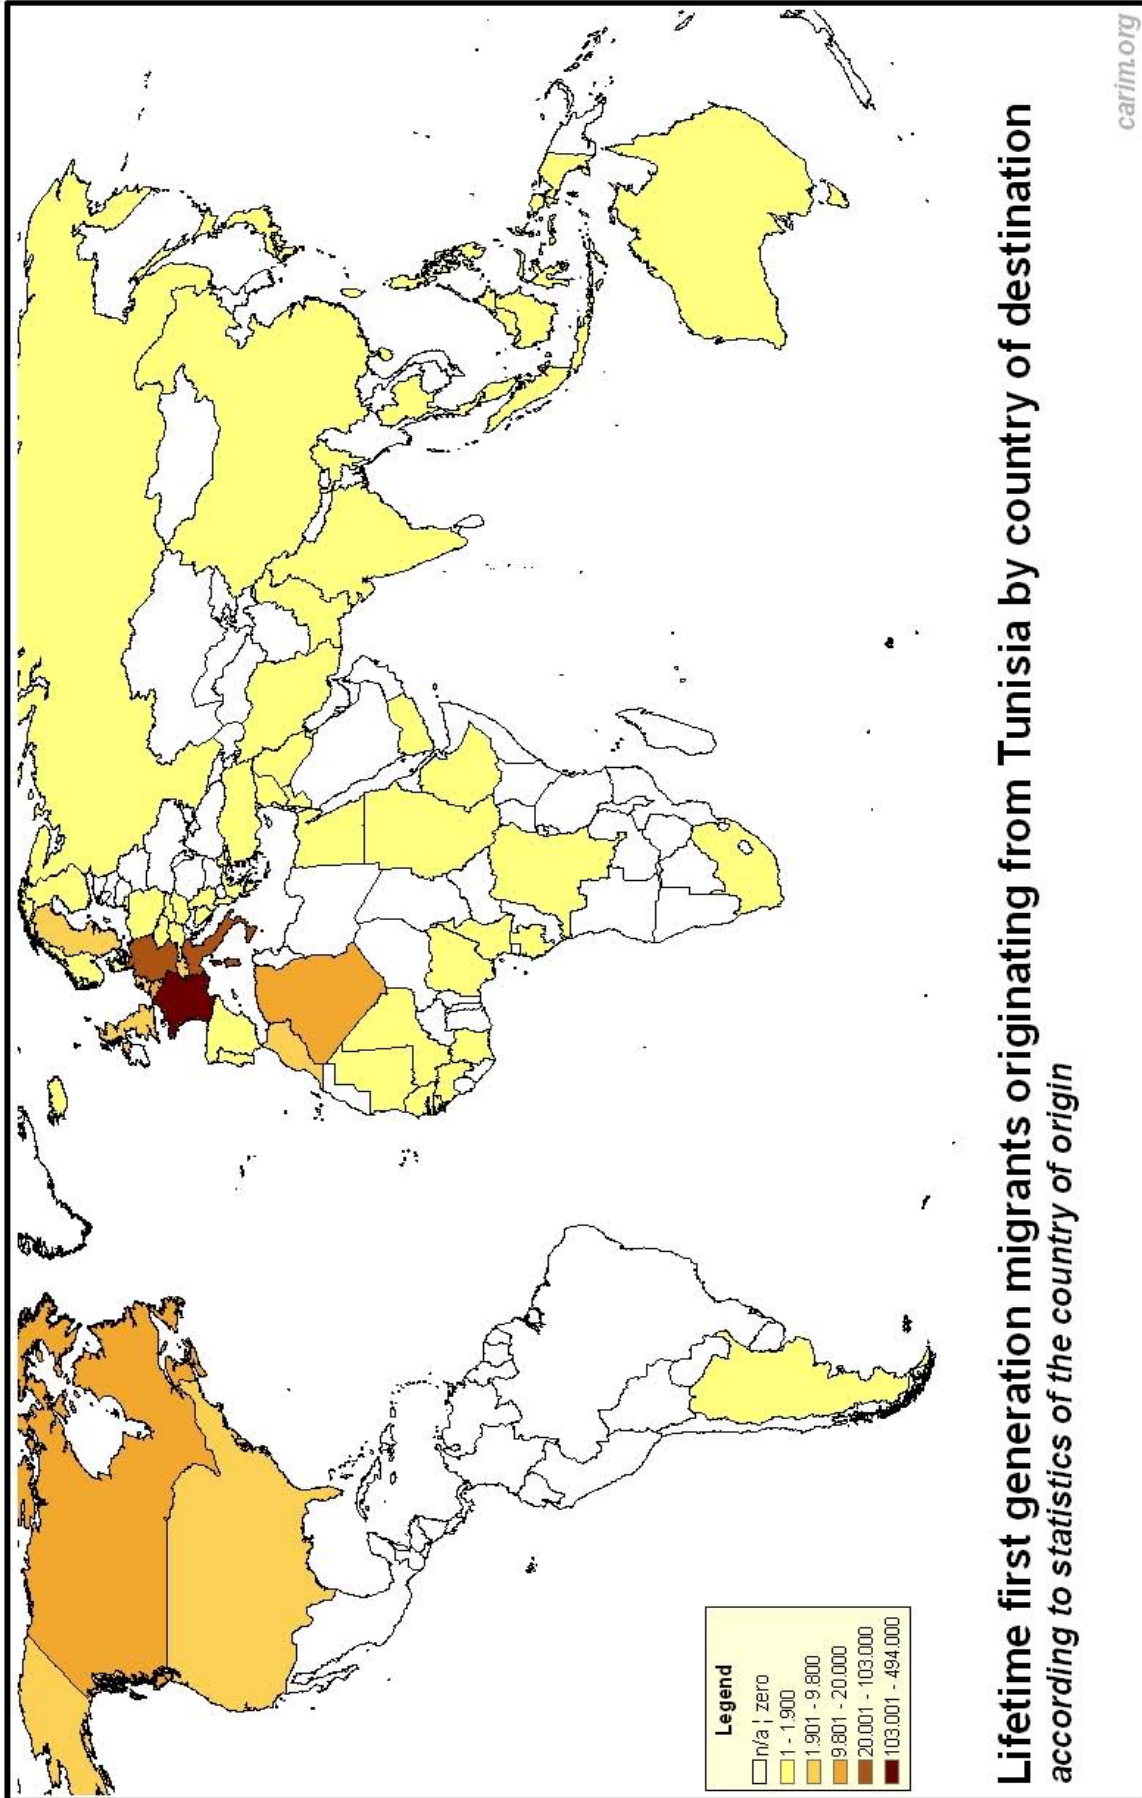 Legend
n/a ¦ zero
1 - 1.900
1.901 - 9.800
9.801 - 20.000
20.001 - 103.000
103.001 - 494.000
Lifetime first generation migrants originating from Tunisia by country of destination
according to statistics of the country of origin
carim.org